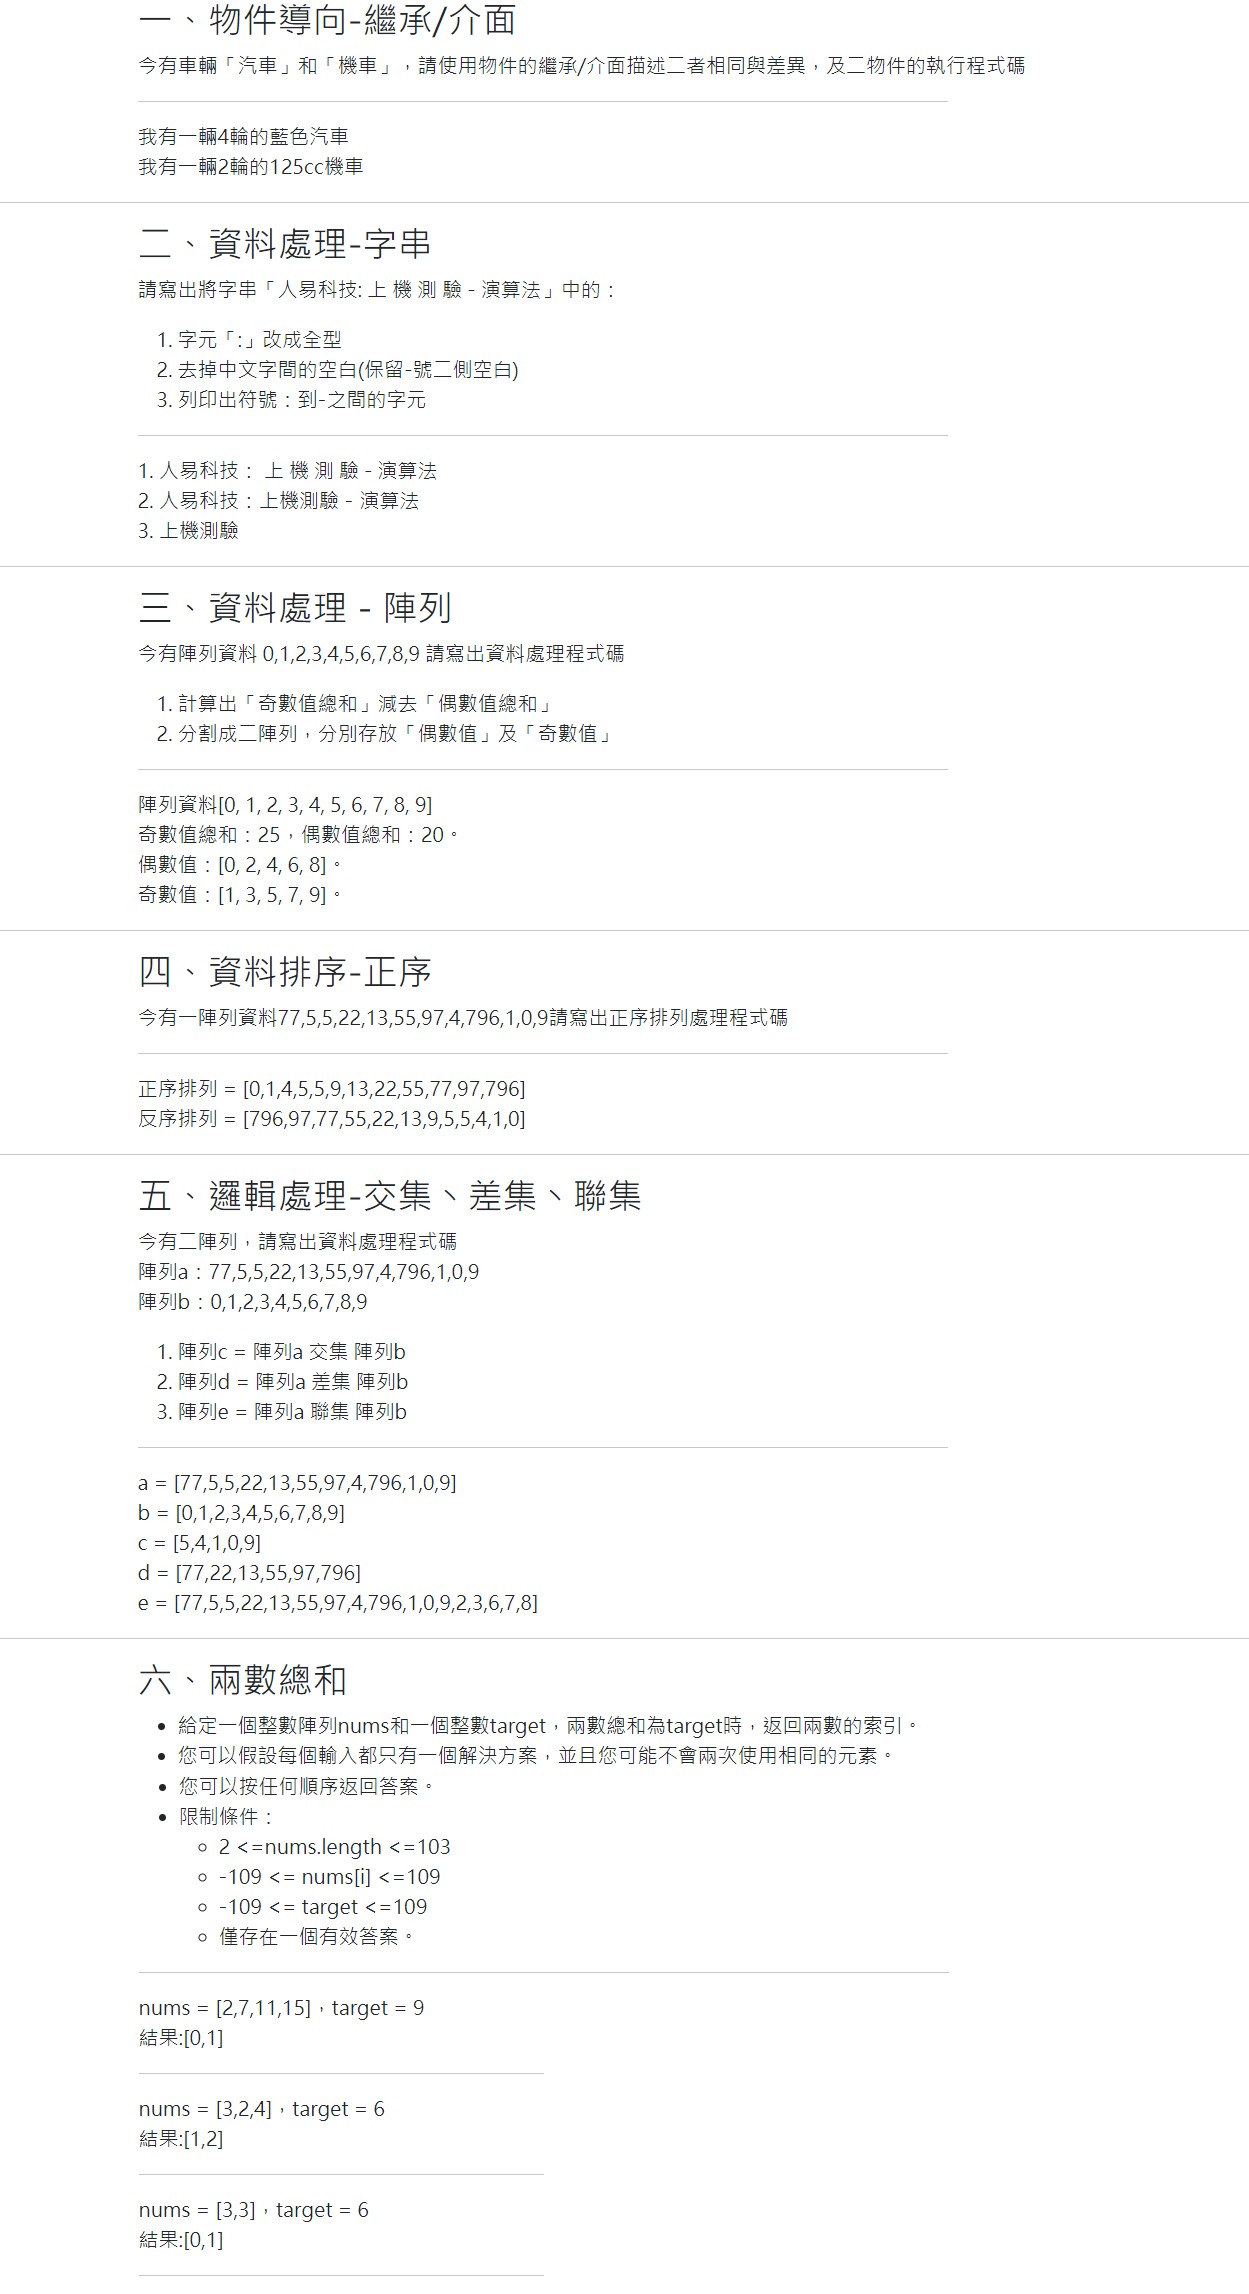 一、物件導向-繼承/介面
今有車輛「汽車」和「機車」，請使用物件的繼承/介面描述二者相同與差異，及二物件的執行程式碼
我有一輛4輪的藍色汽車
我有一輛2輪的125cc機車
二、資料處理-字串
請寫出將字串「人易科技: 上 機 測 驗 - 演算法」中的：
1. 字元「:」改成全型
2. 去掉中文字間的空白(保留-號二側空白)
3. 列印出符號：到-之間的字元
1. 人易科技： 上 機 測 驗 - 演算法
2. 人易科技：上機測驗 - 演算法
3. 上機測驗
三、資料處理 - 陣列
今有陣列資料 0,1,2,3,4,5,6,7,8,9 請寫出資料處理程式碼
1. 計算出「奇數值總和」減去「偶數值總和」
2. 分割成二陣列，分別存放「偶數值」及「奇數值」
陣列資料[0, 1, 2, 3, 4, 5, 6, 7, 8, 9]
奇數值總和：25，偶數值總和：20。
偶數值：[0, 2, 4, 6, 8]。
奇數值：[1, 3, 5, 7, 9]。
四、資料排序-正序
今有一陣列資料77,5,5,22,13,55,97,4,796,1,0,9請寫出正序排列處理程式碼
正序排列 = [0,1,4,5,5,9,13,22,55,77,97,796]
反序排列 = [796,97,77,55,22,13,9,5,5,4,1,0]
五、邏輯處理-交集、差集、聯集
今有二陣列，請寫出資料處理程式碼
陣列a：77,5,5,22,13,55,97,4,796,1,0,9
陣列b：0,1,2,3,4,5,6,7,8,9
1. 陣列c = 陣列a 交集 陣列b
2. 陣列d = 陣列a 差集 陣列b
3. 陣列e = 陣列a 聯集 陣列b
a = [77,5,5,22,13,55,97,4,796,1,0,9]
b = [0,1,2,3,4,5,6,7,8,9]
c = [5,4,1,0,9]
d = [77,22,13,55,97,796]
e = [77,5,5,22,13,55,97,4,796,1,0,9,2,3,6,7,8]
六、兩數總和
• 給定一個整數陣列nums和一個整數target，兩數總和為target時，返回兩數的索引。
• 您可以假設每個輸入都只有一個解決方案，並且您可能不會兩次使用相同的元素。
• 您可以按任何順序返回答案。
• 限制條件：
◦ 2 <=nums.length <=103
◦ -109 <= nums[i] <=109
◦ -109 <= target <=109
◦ 僅存在一個有效答案。
nums = [2,7,11,15]，target = 9
結果:[0,1]
nums = [3,2,4]，target = 6
結果:[1,2]
nums = [3,3]，target = 6
結果:[0,1]